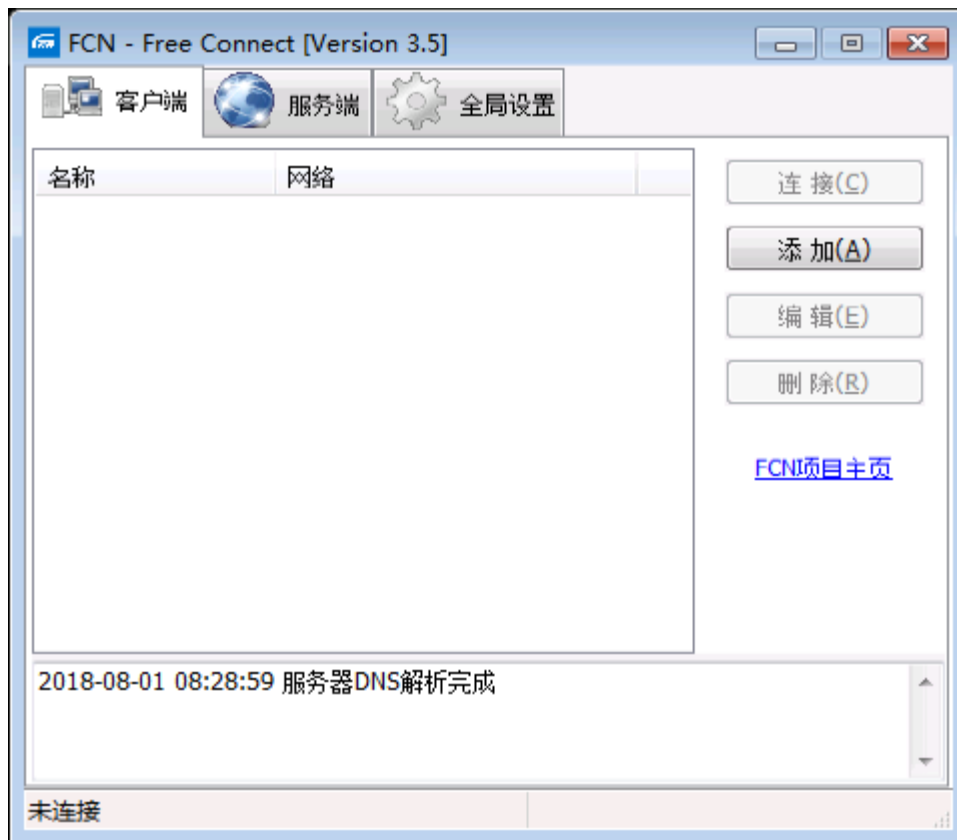 FCN - Free Connect [Version 3.5]
客户端 服务端 全局设置
名称 网络
连 接(C)
添 加(A)
编 辑(E)
删 除(R)
FCN项目主页
2018-08-01 08:28:59 服务器DNS解析完成
未连接